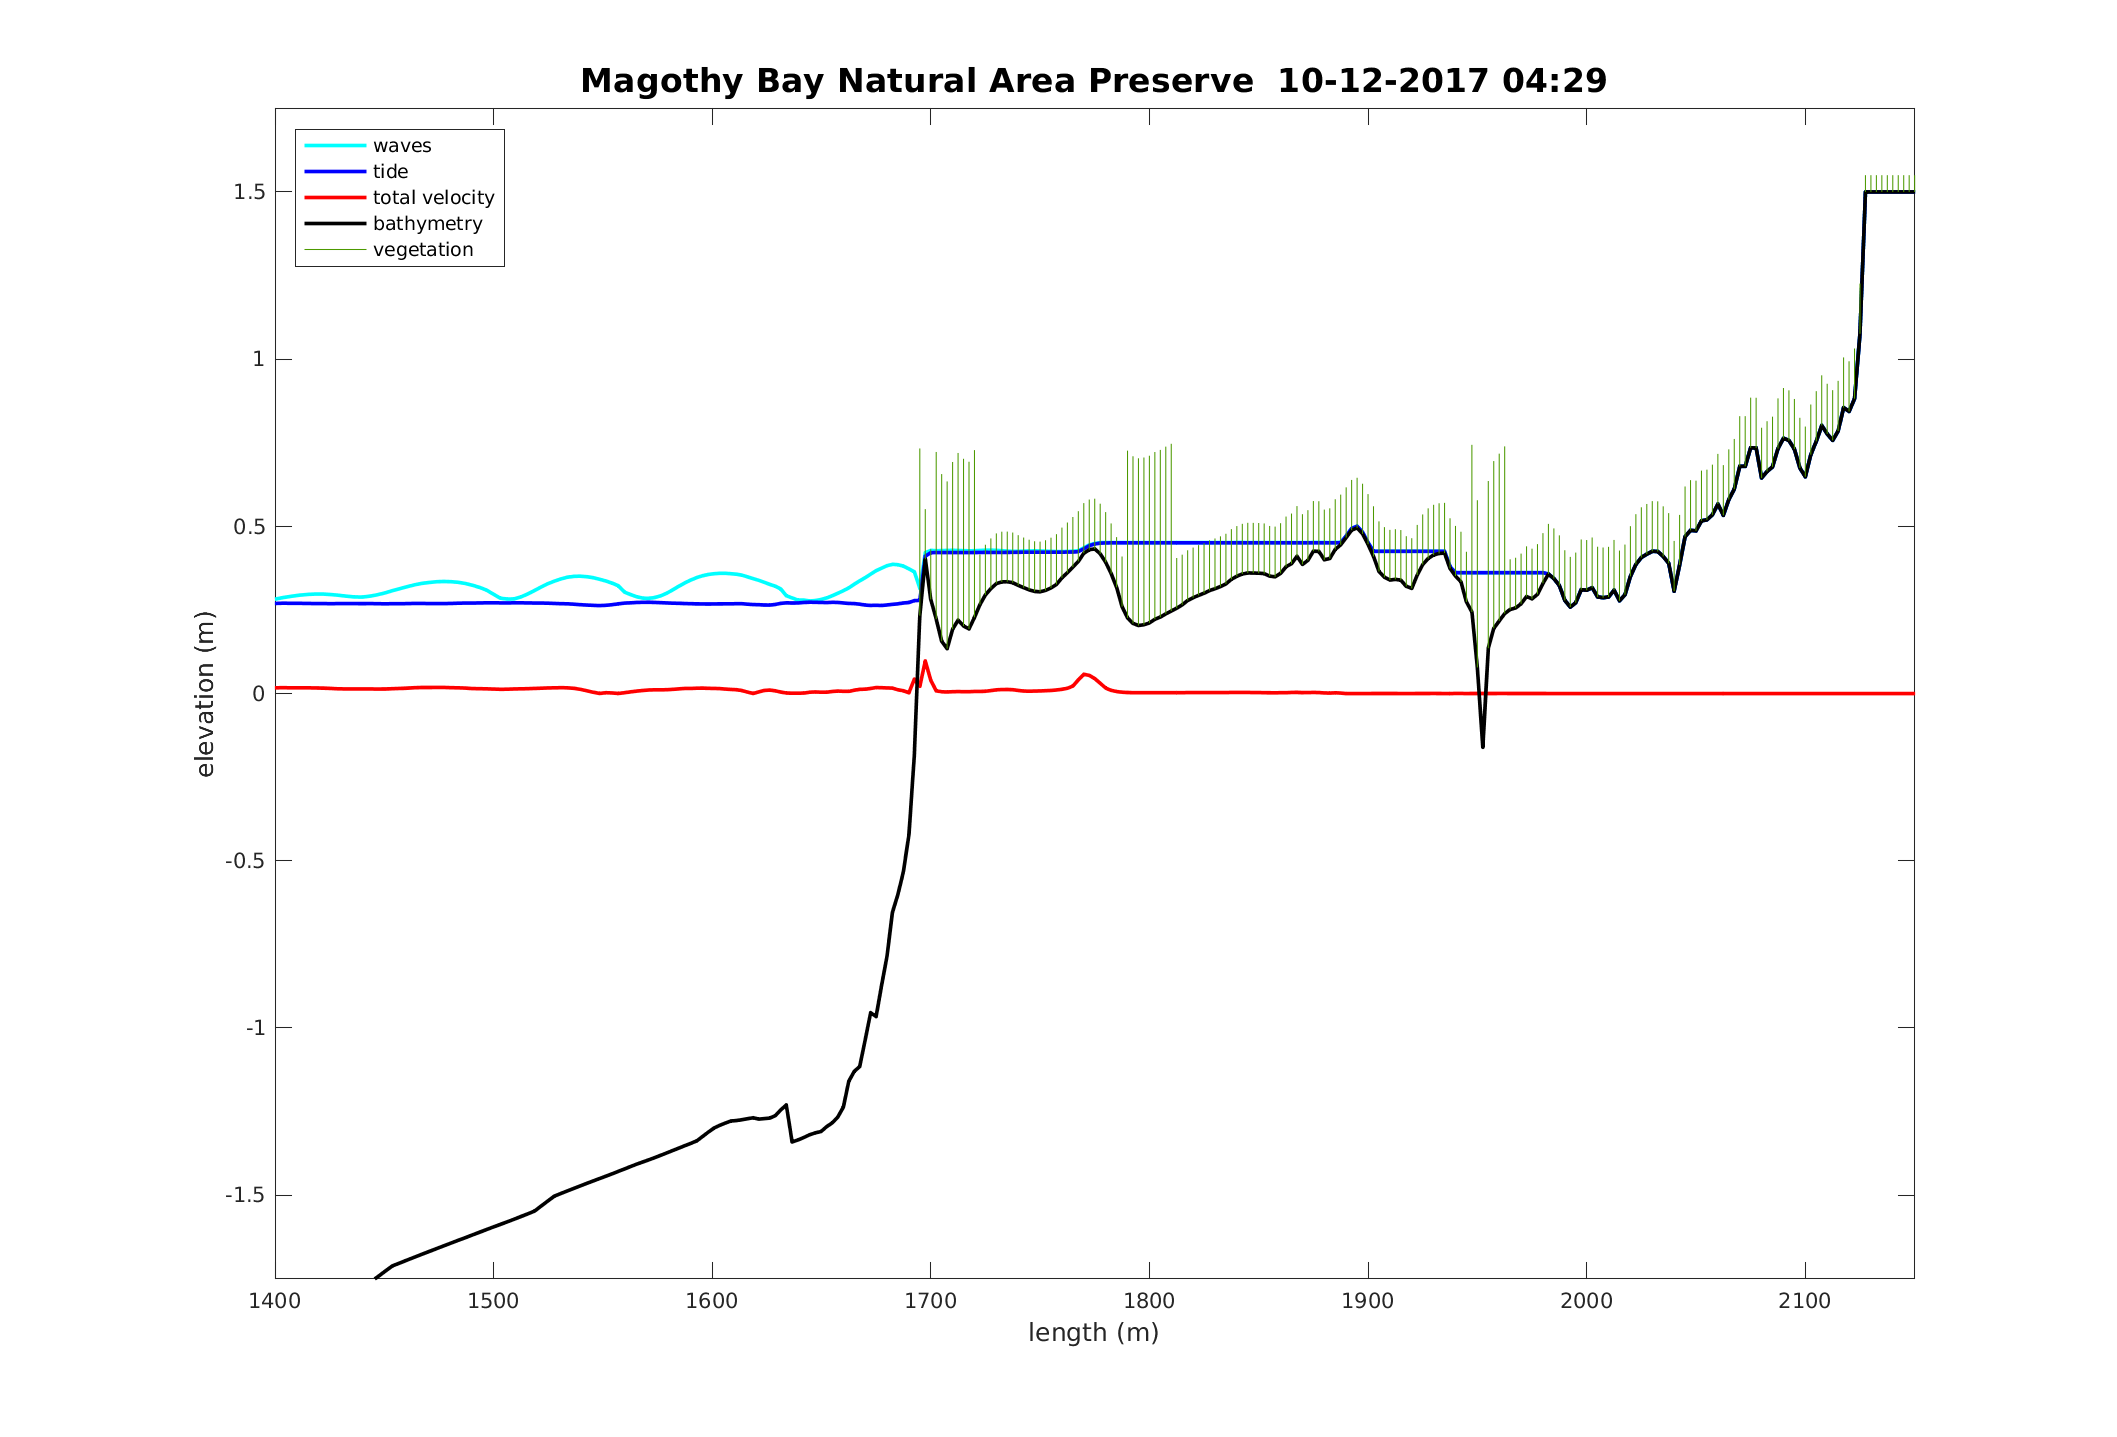 Magothy Bay Natural Area Preserve  10-12-2017 04:29
waves
tide
total velocity
bathymetry
vegetation
1.5
1
0.5
0
-0.5
-1
-1.5
elevation (m)
1400 1500 1600 1700 1800 1900 2000 2100
length (m)